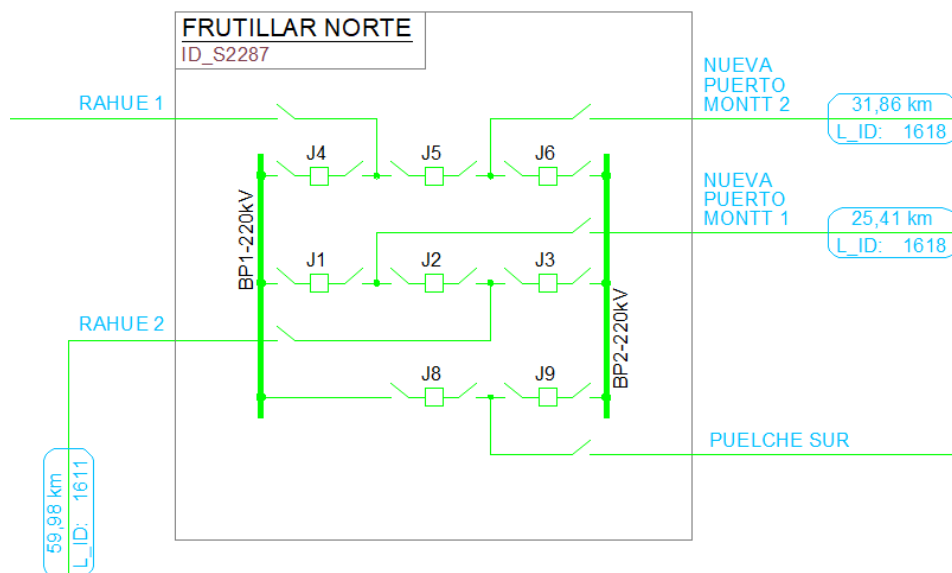 FRUTILLAR NORTE
ID_S2287
RAHUE 1
NUEVA
PUERTO
MONTT 2
31,86 km
L_ID: 1618
J4
J5
J6
NUEVA
PUERTO
MONTT 1
25,41 km
L_ID: 1618
BP1-220kV
J1
J2
J3
RAHUE 2
BP2-220kV
J8
J9
PUELCHE SUR
59,98 km
L_ID: 1611